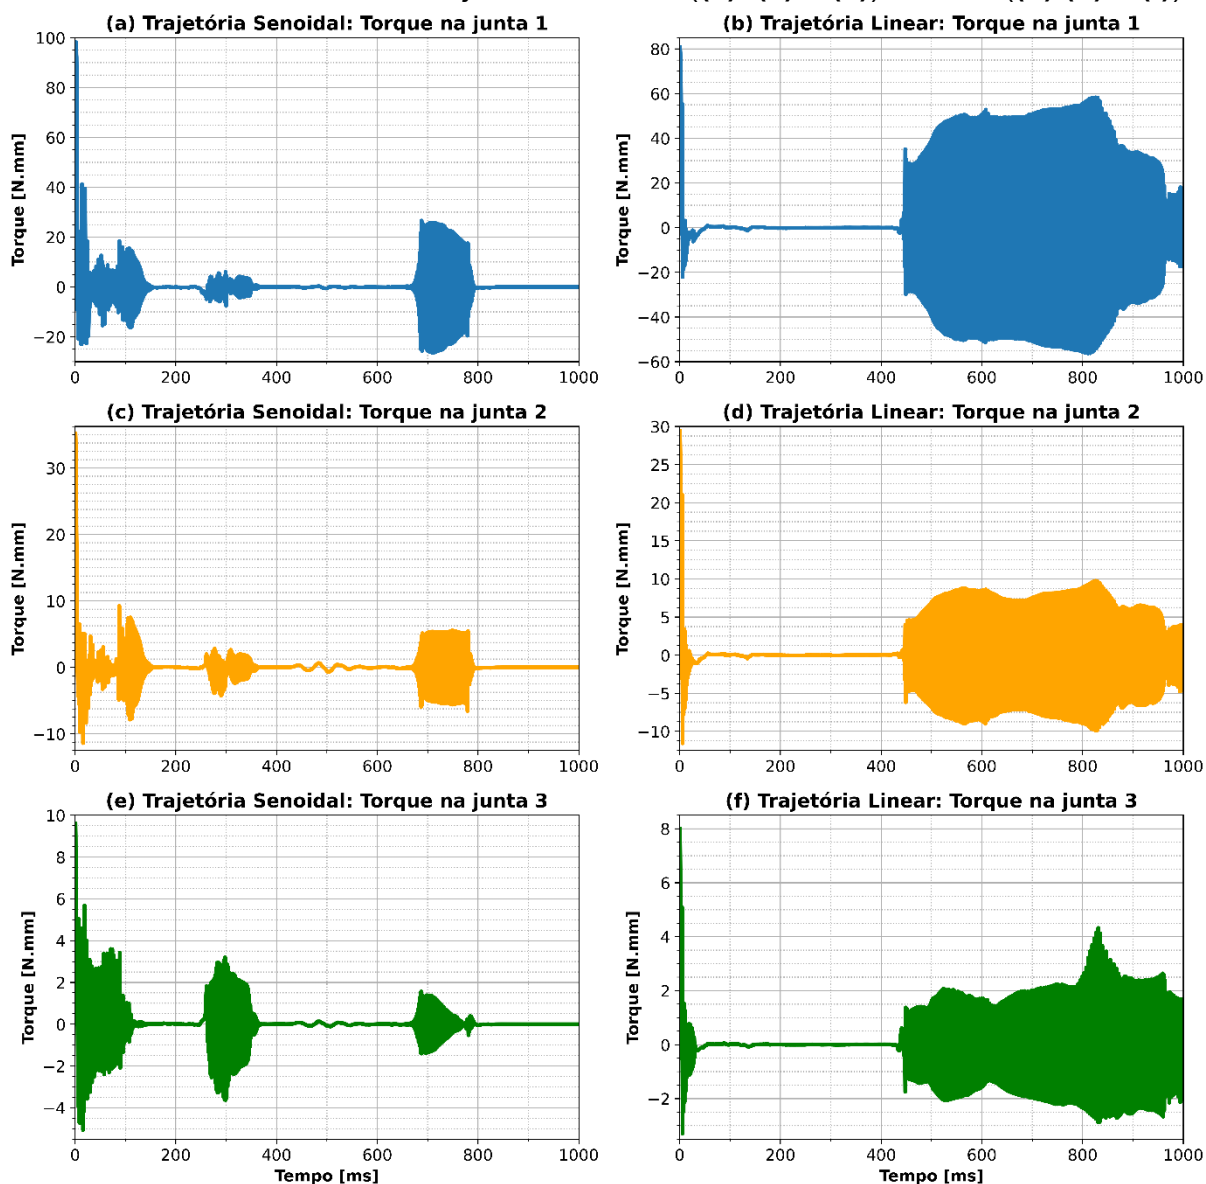 (a) Trajetória Senoidal: Torque na junta 1
(b) Trajetória Linear: Torque na junta 1
Torque [N.mm]
100
80
60
40
20
0
−20
0 200 400 600 800 1000
Torque [N.mm]
80
60
40
20
0
−20
−40
−60
0 200 400 600 800 1000
(c) Trajetória Senoidal: Torque na junta 2
(d) Trajetória Linear: Torque na junta 2
Torque [N.mm]
30
20
10
0
−10
0 200 400 600 800 1000
Torque [N.mm]
30
25
20
15
10
5
0
−5
−10
0 200 400 600 800 1000
(e) Trajetória Senoidal: Torque na junta 3
(f) Trajetória Linear: Torque na junta 3
Torque [N.mm]
10
8
6
4
2
0
−2
−4
0 200 400 600 800 1000
Tempo [ms]
Torque [N.mm]
8
6
4
2
0
−2
0 200 400 600 800 1000
Tempo [ms]